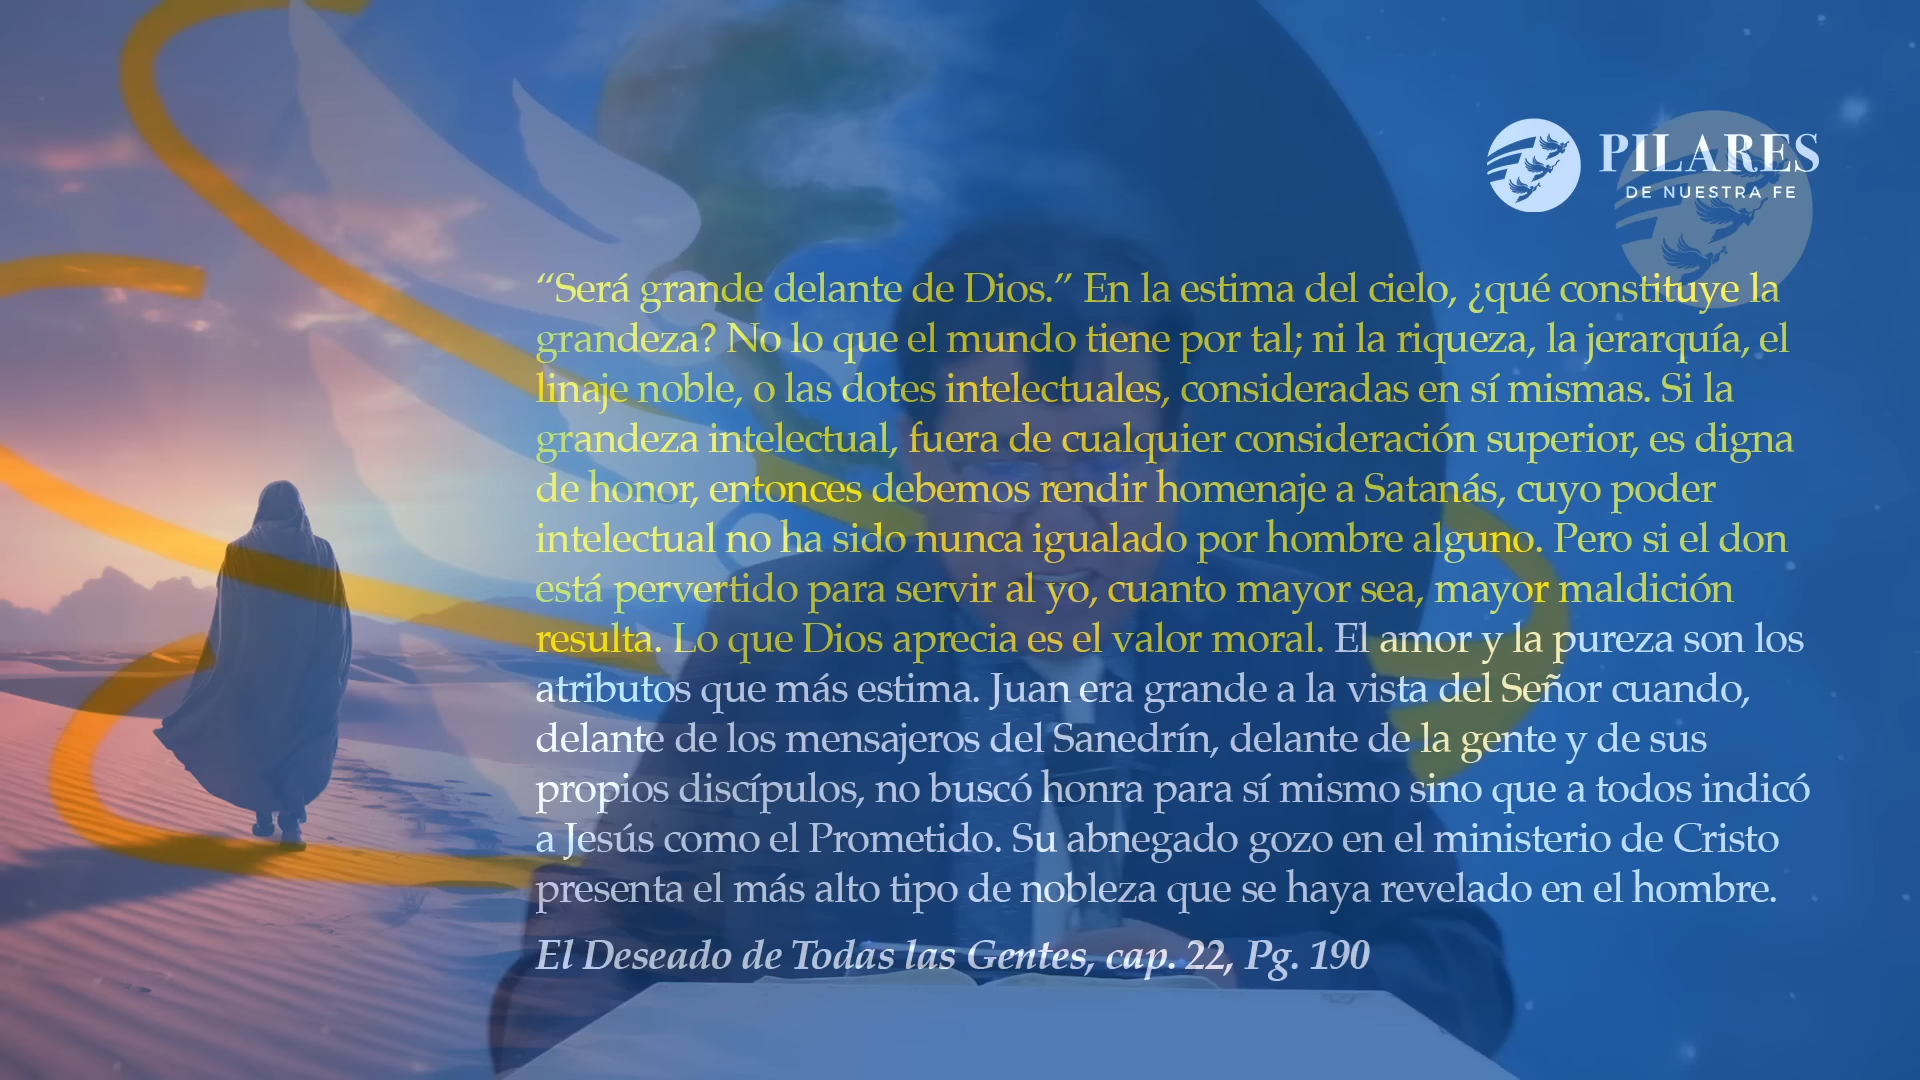 PILARES
DE NUESTRA FE
“Será grande delante de Dios.” En la estima del cielo, ¿qué constituye la
grandeza? No lo que el mundo tiene por tal; ni la riqueza, la jerarquía, el
linaje noble, o las dotes intelectuales, consideradas en sí mismas. Si la
grandeza intelectual, fuera de cualquier consideración superior, es digna
de honor, entonces debemos rendir homenaje a Satanás, cuyo poder
intelectual no ha sido nunca igualado por hombre alguno. Pero si el don
está pervertido para servir al yo, cuanto mayor sea, mayor maldición
resulta. Lo que Dios aprecia es el valor moral. El amor y la pureza son los
atributos que más estima. Juan era grande a la vista del Señor cuando,
delante de los mensajeros del Sanedrín, delante de la gente y de sus
propios discípulos, no buscó honra para sí mismo sino que a todos indicó
a Jesús como el Prometido. Su abnegado gozo en el ministerio de Cristo
presenta el más alto tipo de nobleza que se haya revelado en el hombre.
El Deseado de Todas las Gentes, cap. 22, Pg. 190